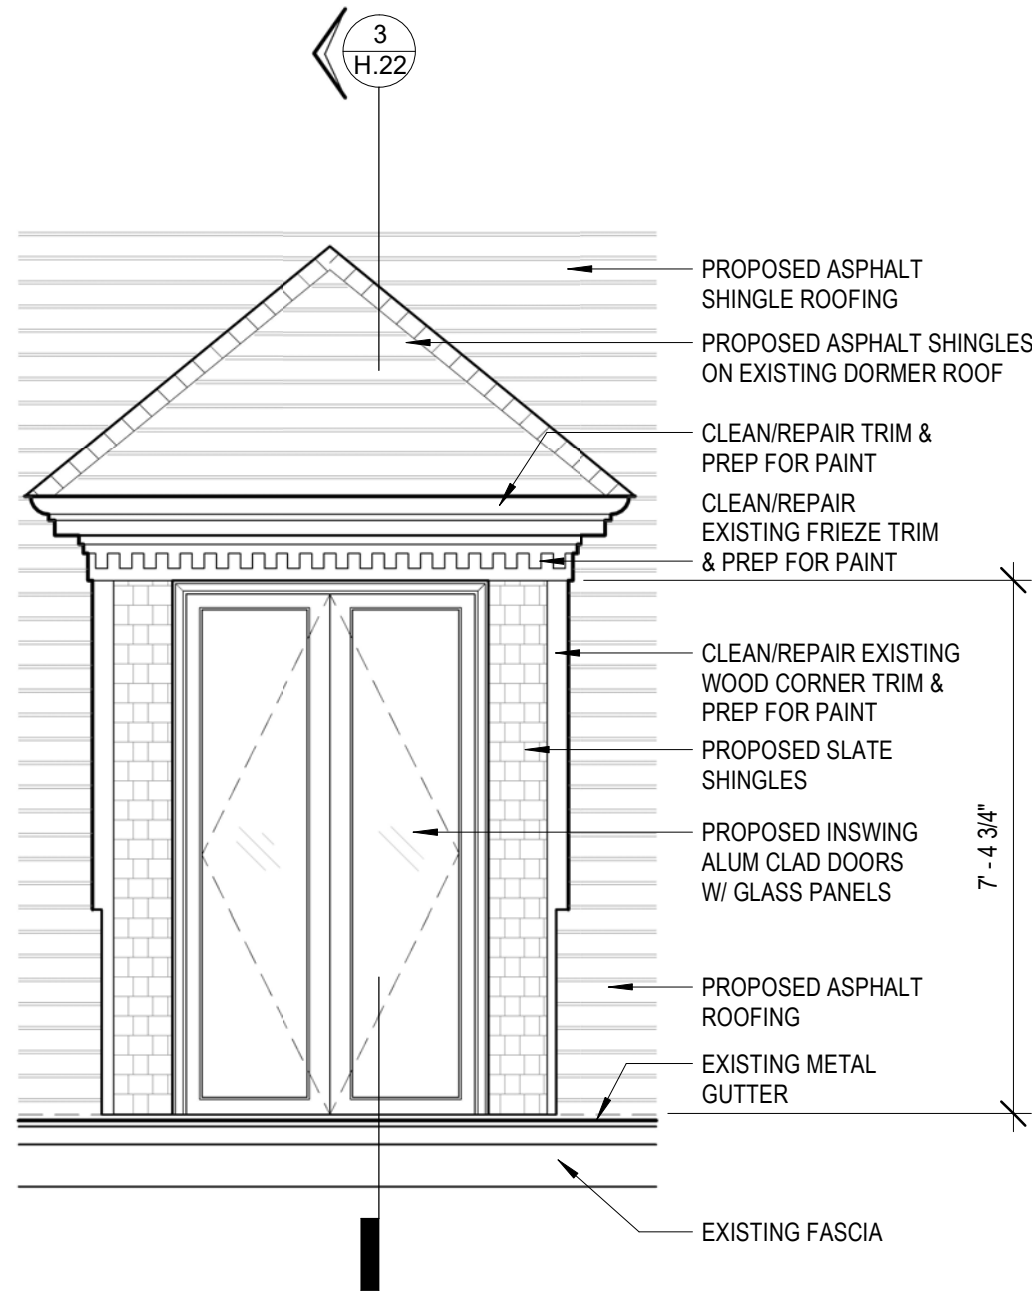 3
H.22
PROPOSED ASPHALT
SHINGLE ROOFING
PROPOSED ASPHALT SHINGLES
ON EXISTING DORMER ROOF
CLEAN/REPAIR TRIM &
PREP FOR PAINT
CLEAN/REPAIR
EXISTING FRIEZE TRIM
& PREP FOR PAINT
CLEAN/REPAIR EXISTING
WOOD CORNER TRIM &
PREP FOR PAINT
PROPOSED SLATE
SHINGLES
PROPOSED INSWING
ALUM CLAD DOORS
W/ GLASS PANELS
7' - 4 3/4"
PROPOSED ASPHALT
ROOFING
EXISTING METAL
GUTTER
EXISTING FASCIA